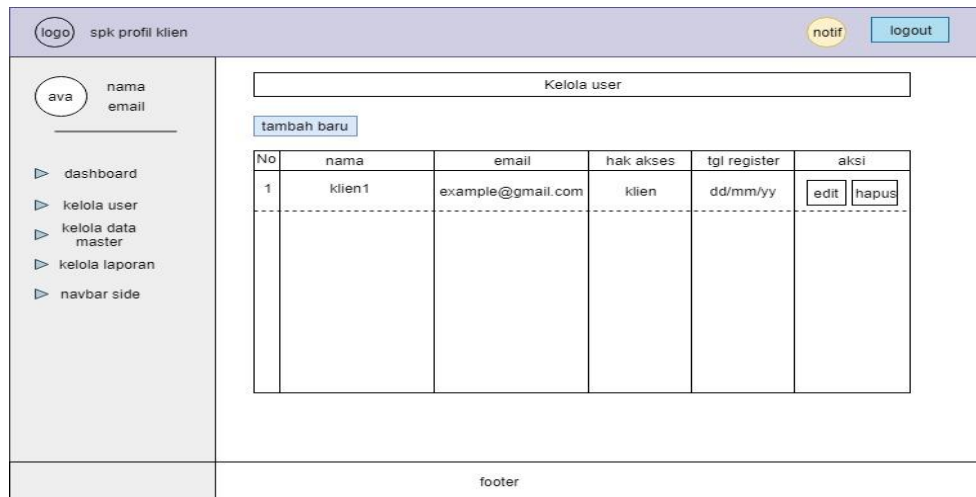 logo spk profil klien notif logout
ava nama
email
Kelola user
tambah baru
No nama email hak akses tgl register aksi
1 klien1 example@gmail.com klien dd/mm/yy edit hapus
dashboard
kelola user
kelola data
master
kelola laporan
navbar side
footer